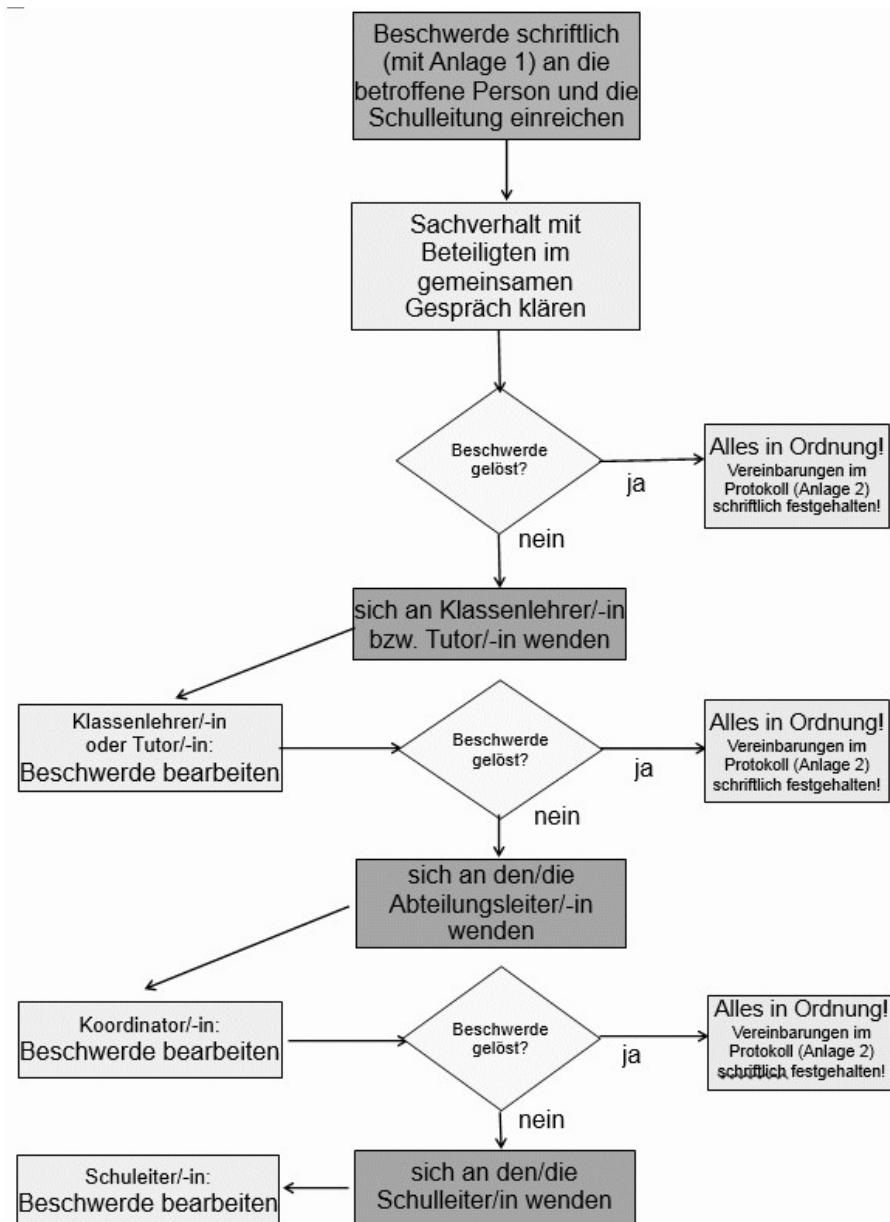 Beschwerde schriftlich
(mit Anlage 1) an die
betroffene Person und die
Schulleitung einreichen
Sachverhalt mit
Beteiligten im
gemeinsamen
Gespräch klären
Beschwerde
gelöst?
ja
Alles in Ordnung!
Vereinbarungen im
Protokoll (Anlage 2)
schriftlich festgehalten!
nein
sich an Klassenlehrer/-in
bzw. Tutor/-in wenden
Klassenlehrer/-in
oder Tutor/-in:
Beschwerde bearbeiten
Beschwerde
gelöst?
ja
Alles in Ordnung!
Vereinbarungen im
Protokoll (Anlage 2)
schriftlich festgehalten!
nein
sich an den/die
Abteilungsleiter/-in
wenden
Koordinator/-in:
Beschwerde bearbeiten
Beschwerde
gelöst?
ja
Alles in Ordnung!
Vereinbarungen im
Protokoll (Anlage 2)
schriftlich festgehalten!
nein
sich an den/die
Schulleiter/in wenden
Schuleiter/-in:
Beschwerde bearbeiten